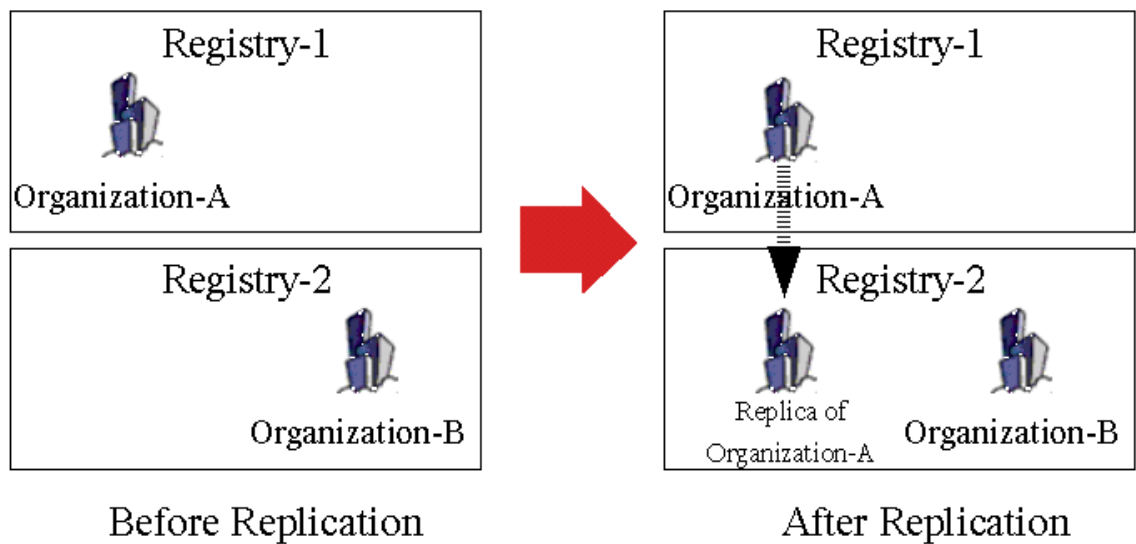 Registry-1
Organization-A
Registry-2
Organization-B
Before Replication
Registry-1
Organization-A
Registry-2
Replica of
Organization-A
Organization-B
After Replication